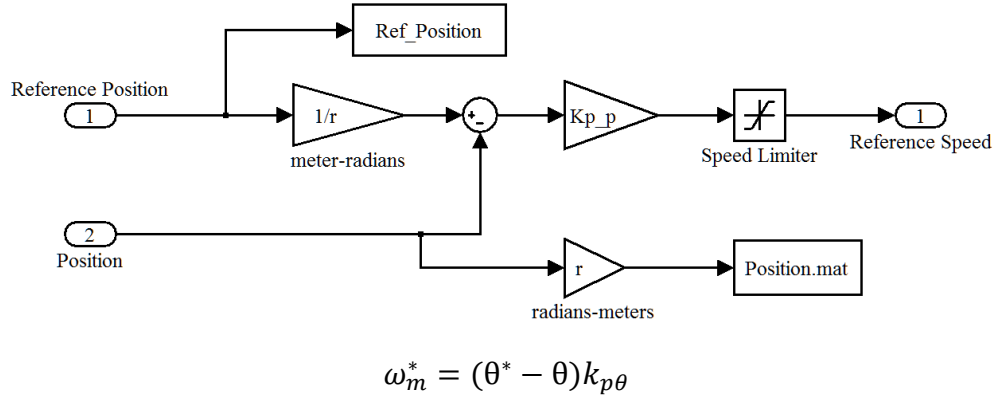 Ref_Position
Reference Position
1
1/r
meter-radians
+
−
Kp_p
Speed Limiter
1
Reference Speed
2
Position
r
radians-meters
Position.mat
ω*ₘ = (θ* − θ)kₚθ